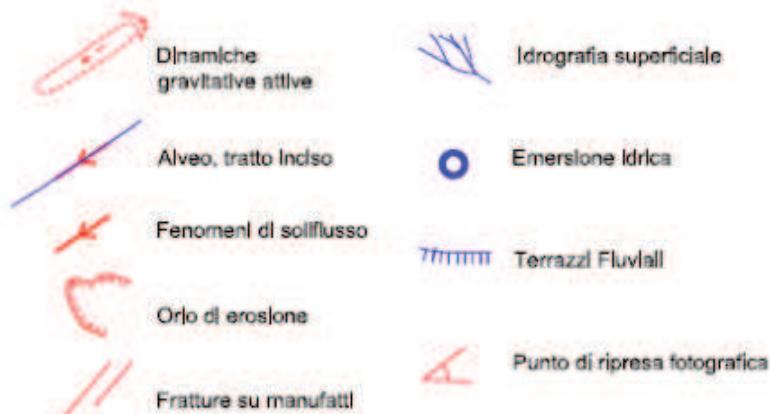 Dinamiche
gravitative attive
Alveo, tratto inciso
Fenomeni di soliflusso
Orlo di erosione
Fratture su manufatti
Idrografia superficiale
Emersione idrica
Terrazzi Fluviali
Punto di ripresa fotografica